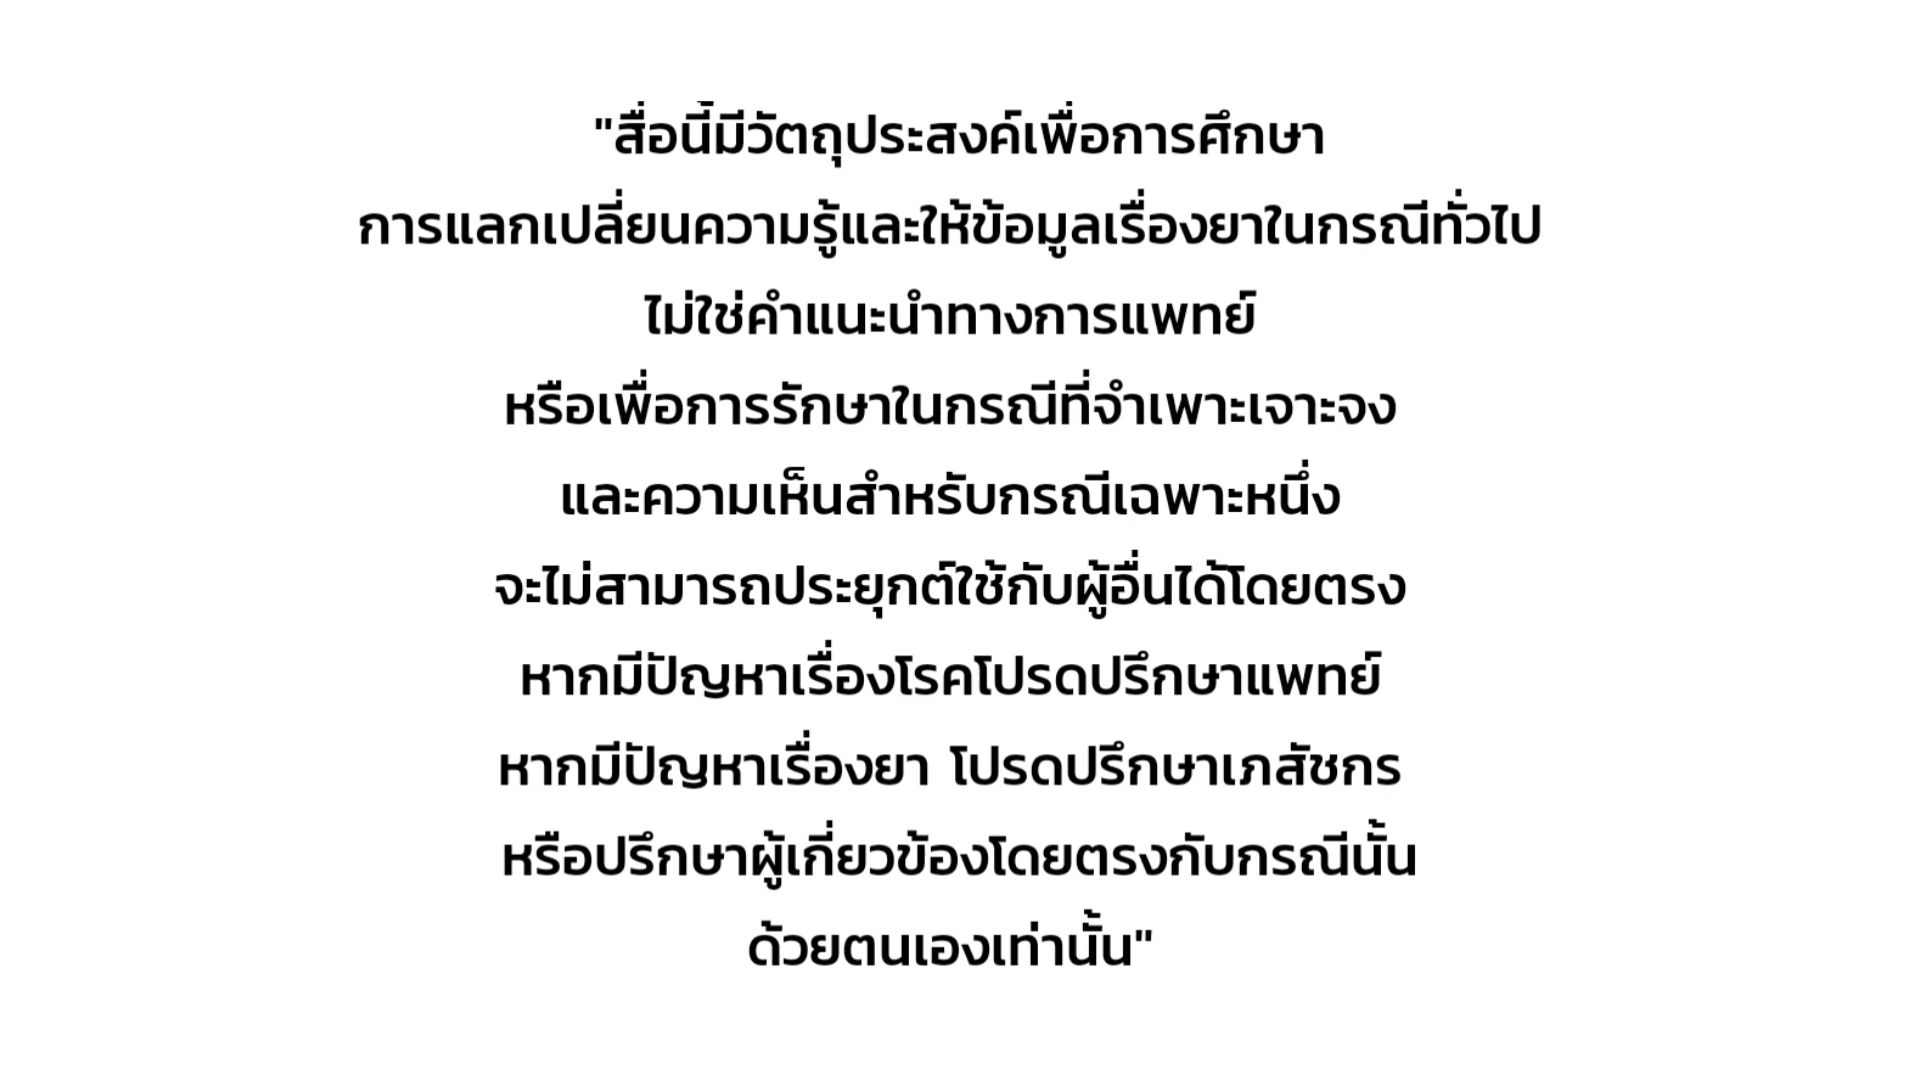 "สื่อนี้มีวัตถุประสงค์เพื่อการศึกษา
การแลกเปลี่ยนความรู้และให้ข้อมูลเรื่องยาในกรณีทั่วไป
ไม่ใช่คำแนะนำทางการแพทย์
หรือเพื่อการรักษาในกรณีที่จำเพาะเจาะจง
และความเห็นสำหรับกรณีเฉพาะหนึ่ง
จะไม่สามารถประยุกต์ใช้กับผู้อื่นได้โดยตรง
หากมีปัญหาเรื่องโรคโปรดปรึกษาแพทย์
หากมีปัญหาเรื่องยา โปรดปรึกษาเภสัชกร
หรือปรึกษาผู้เกี่ยวข้องโดยตรงกับกรณีนั้น
ด้วยตนเองเท่านั้น"